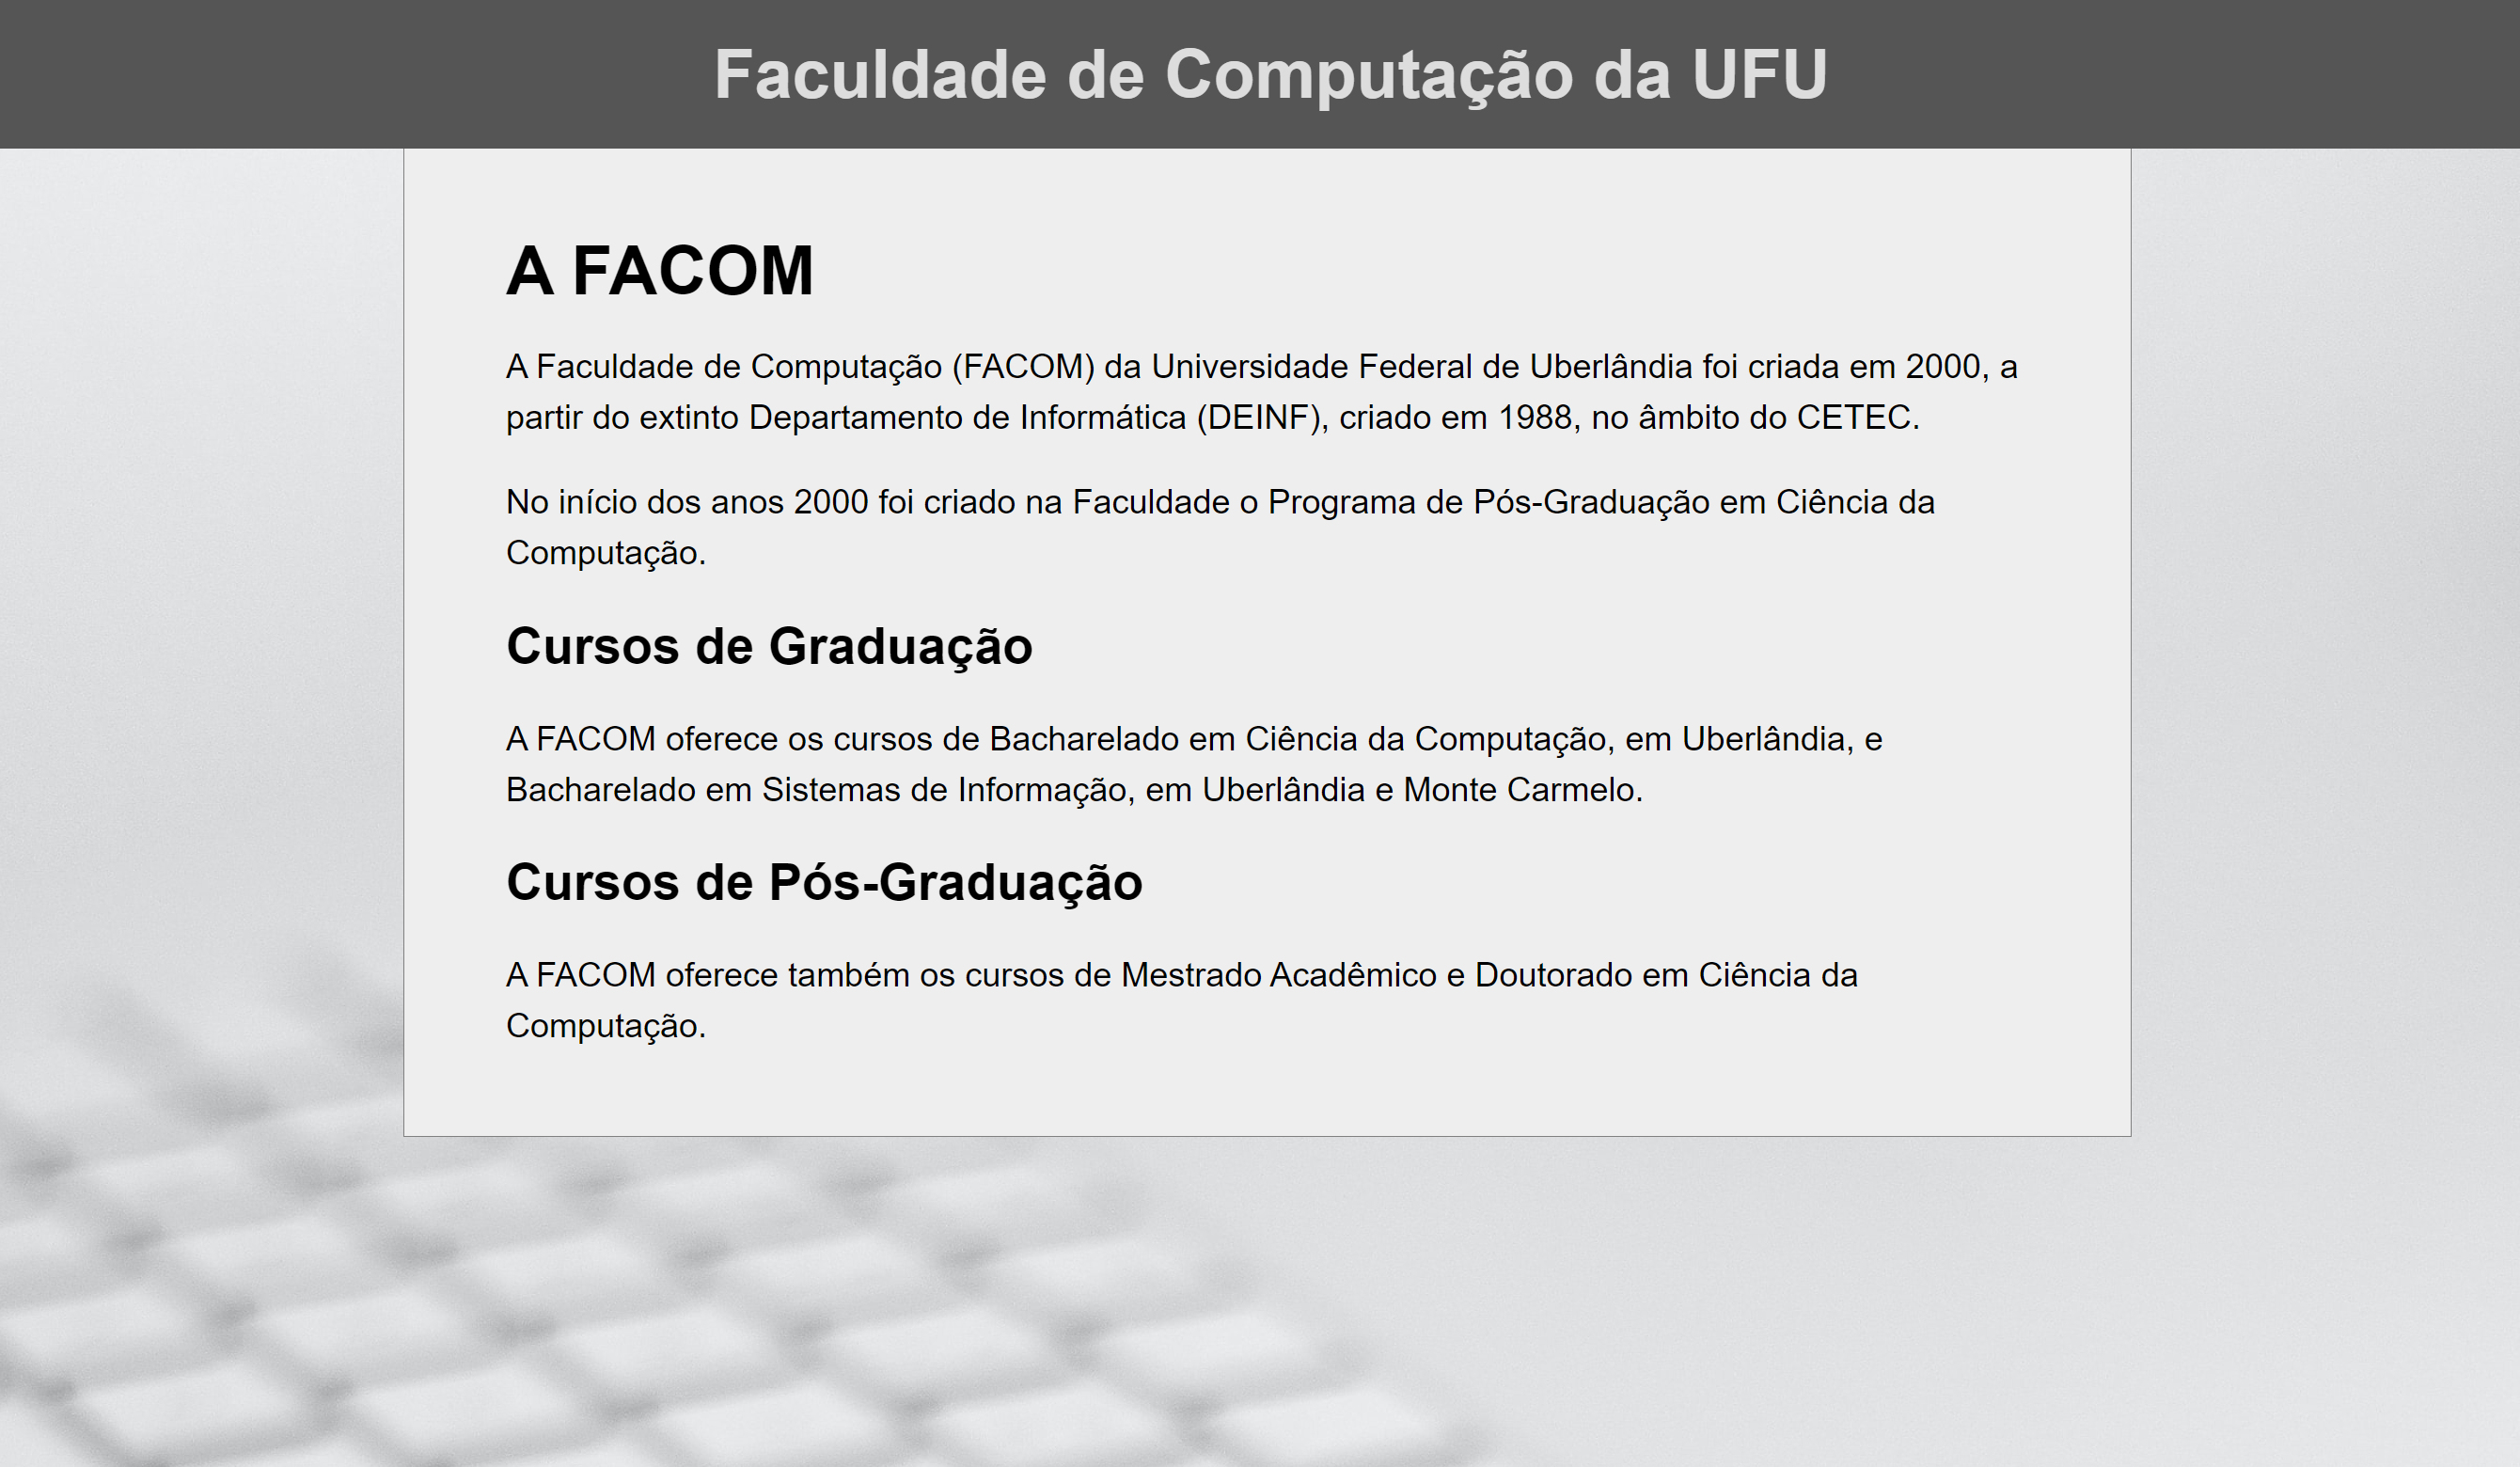 Faculdade de Computação da UFU
A FACOM
A Faculdade de Computação (FACOM) da Universidade Federal de Uberlândia foi criada em 2000, a
partir do extinto Departamento de Informática (DEINF), criado em 1988, no âmbito do CETEC.
No início dos anos 2000 foi criado na Faculdade o Programa de Pós-Graduação em Ciência da
Computação.
Cursos de Graduação
A FACOM oferece os cursos de Bacharelado em Ciência da Computação, em Uberlândia, e
Bacharelado em Sistemas de Informação, em Uberlândia e Monte Carmelo.
Cursos de Pós-Graduação
A FACOM oferece também os cursos de Mestrado Acadêmico e Doutorado em Ciência da
Computação.